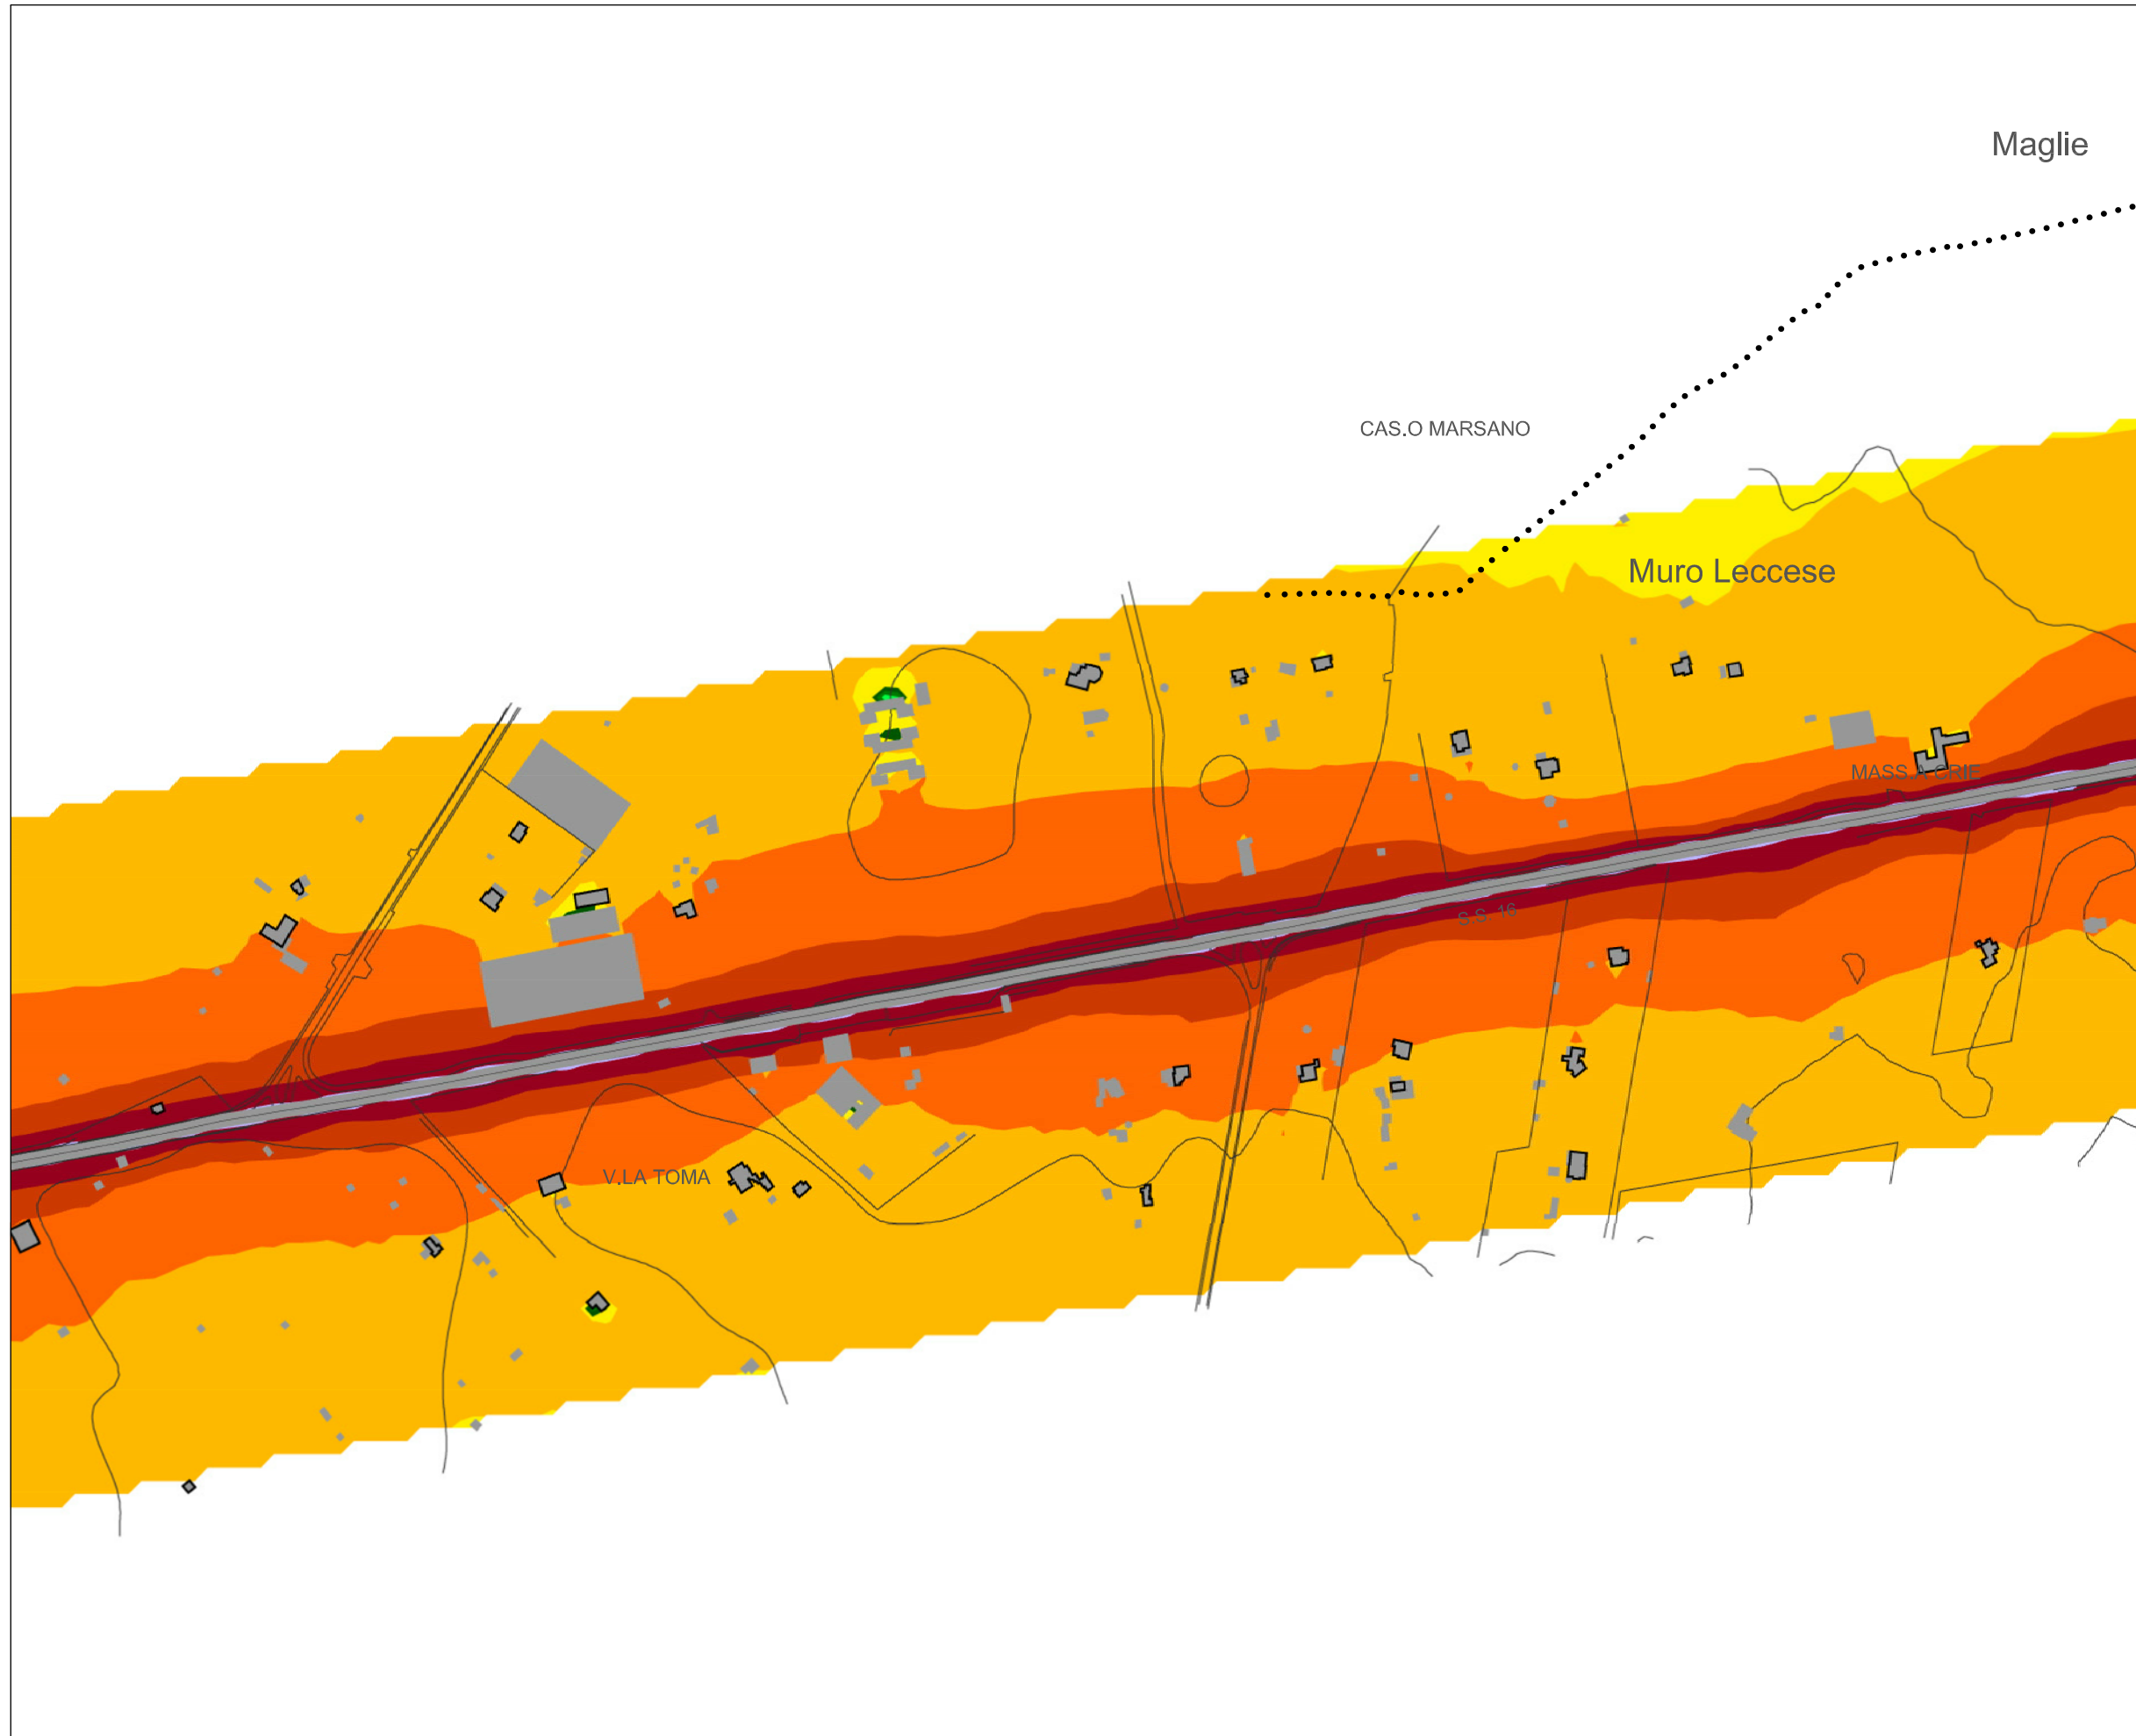 Maglie
CAS.O MARSANO
Muro Leccese
MASS.A CRIE
S.S. 16
V.LA TOMA